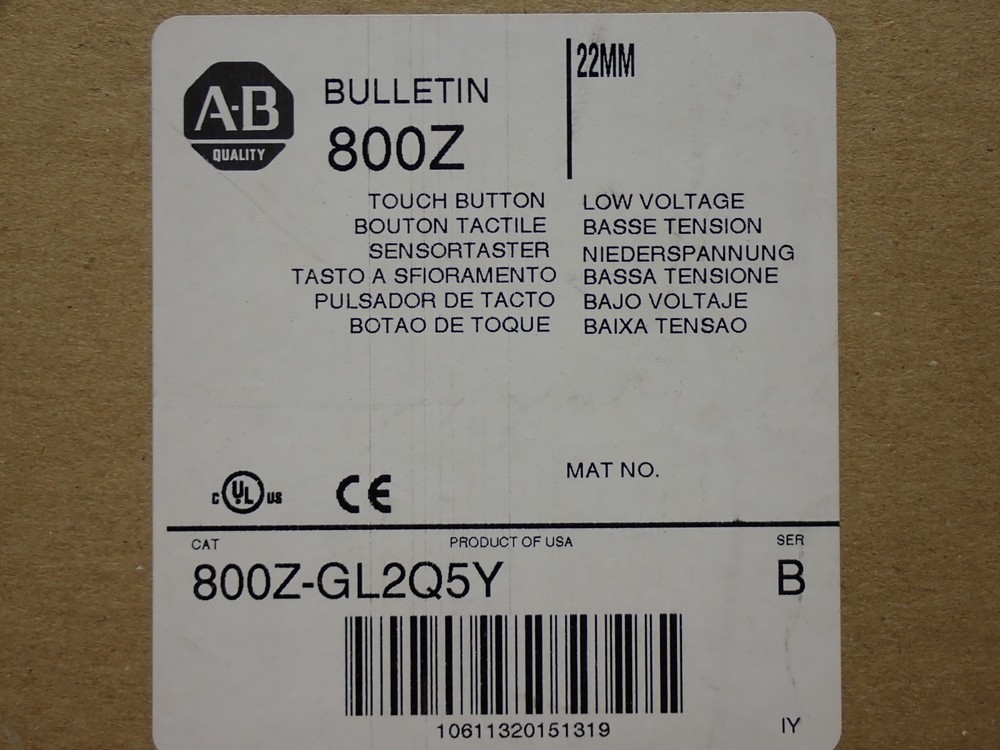 A-B
QUALITY
BULLETIN
800Z
22MM
TOUCH BUTTON
BOUTON TACTILE
SENSORTASTER
TASTO A SFIORAMENTO
PULSADOR DE TACTO
BOTAO DE TOQUE
LOW VOLTAGE
BASSE TENSION
NIEDERSPANNUNG
BASSA TENSIONE
BAJO VOLTAJE
BAIXA TENSAO
C UL US
CE
MAT NO.
CAT
PRODUCT OF USA
SER
800Z-GL2Q5Y
B
10611320151319
IY